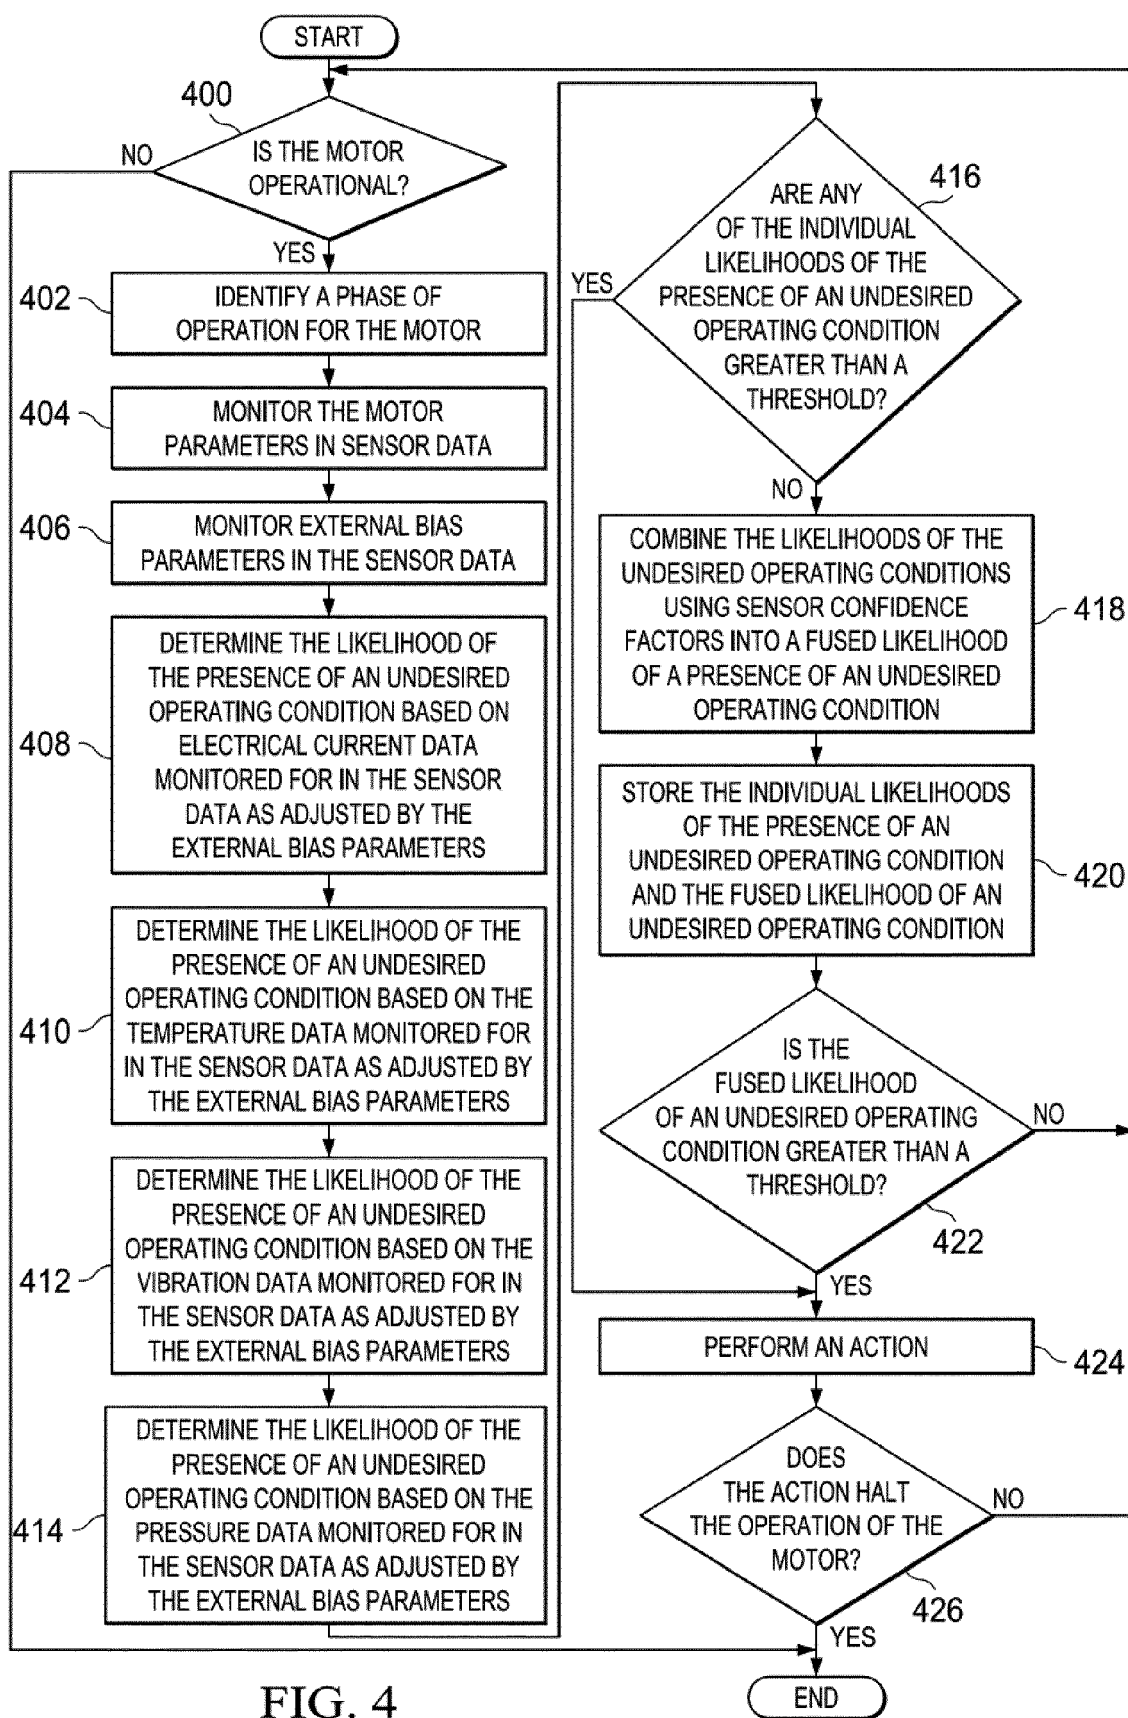 START
400
IS THE MOTOR
OPERATIONAL?
NO
YES
402
IDENTIFY A PHASE OF
OPERATION FOR THE MOTOR
404
MONITOR THE MOTOR
PARAMETERS IN SENSOR DATA
406
MONITOR EXTERNAL BIAS
PARAMETERS IN THE SENSOR DATA
408
DETERMINE THE LIKELIHOOD OF
THE PRESENCE OF AN UNDESIRED
OPERATING CONDITION BASED ON
ELECTRICAL CURRENT DATA
MONITORED FOR IN THE SENSOR
DATA AS ADJUSTED BY THE
EXTERNAL BIAS PARAMETERS
410
DETERMINE THE LIKELIHOOD OF THE
PRESENCE OF AN UNDESIRED
OPERATING CONDITION BASED ON THE
TEMPERATURE DATA MONITORED FOR
IN THE SENSOR DATA AS ADJUSTED BY
THE EXTERNAL BIAS PARAMETERS
412
DETERMINE THE LIKELIHOOD OF THE
PRESENCE OF AN UNDESIRED
OPERATING CONDITION BASED ON THE
VIBRATION DATA MONITORED FOR IN
THE SENSOR DATA AS ADJUSTED BY
THE EXTERNAL BIAS PARAMETERS
414
DETERMINE THE LIKELIHOOD OF THE
PRESENCE OF AN UNDESIRED
OPERATING CONDITION BASED ON THE
PRESSURE DATA MONITORED FOR IN
THE SENSOR DATA AS ADJUSTED BY
THE EXTERNAL BIAS PARAMETERS
416
ARE ANY
OF THE INDIVIDUAL
LIKELIHOODS OF THE
PRESENCE OF AN UNDESIRED
OPERATING CONDITION
GREATER THAN A
THRESHOLD?
YES
NO
COMBINE THE LIKELIHOODS OF THE
UNDESIRED OPERATING CONDITIONS
USING SENSOR CONFIDENCE
FACTORS INTO A FUSED LIKELIHOOD
OF A PRESENCE OF AN UNDESIRED
OPERATING CONDITION
418
STORE THE INDIVIDUAL LIKELIHOODS
OF THE PRESENCE OF AN
UNDESIRED OPERATING CONDITION
AND THE FUSED LIKELIHOOD OF AN
UNDESIRED OPERATING CONDITION
420
IS THE
FUSED LIKELIHOOD
OF AN UNDESIRED OPERATING
CONDITION GREATER THAN A
THRESHOLD?
NO
422
YES
PERFORM AN ACTION
424
DOES
THE ACTION HALT
THE OPERATION OF THE
MOTOR?
NO
426
YES
END
FIG. 4